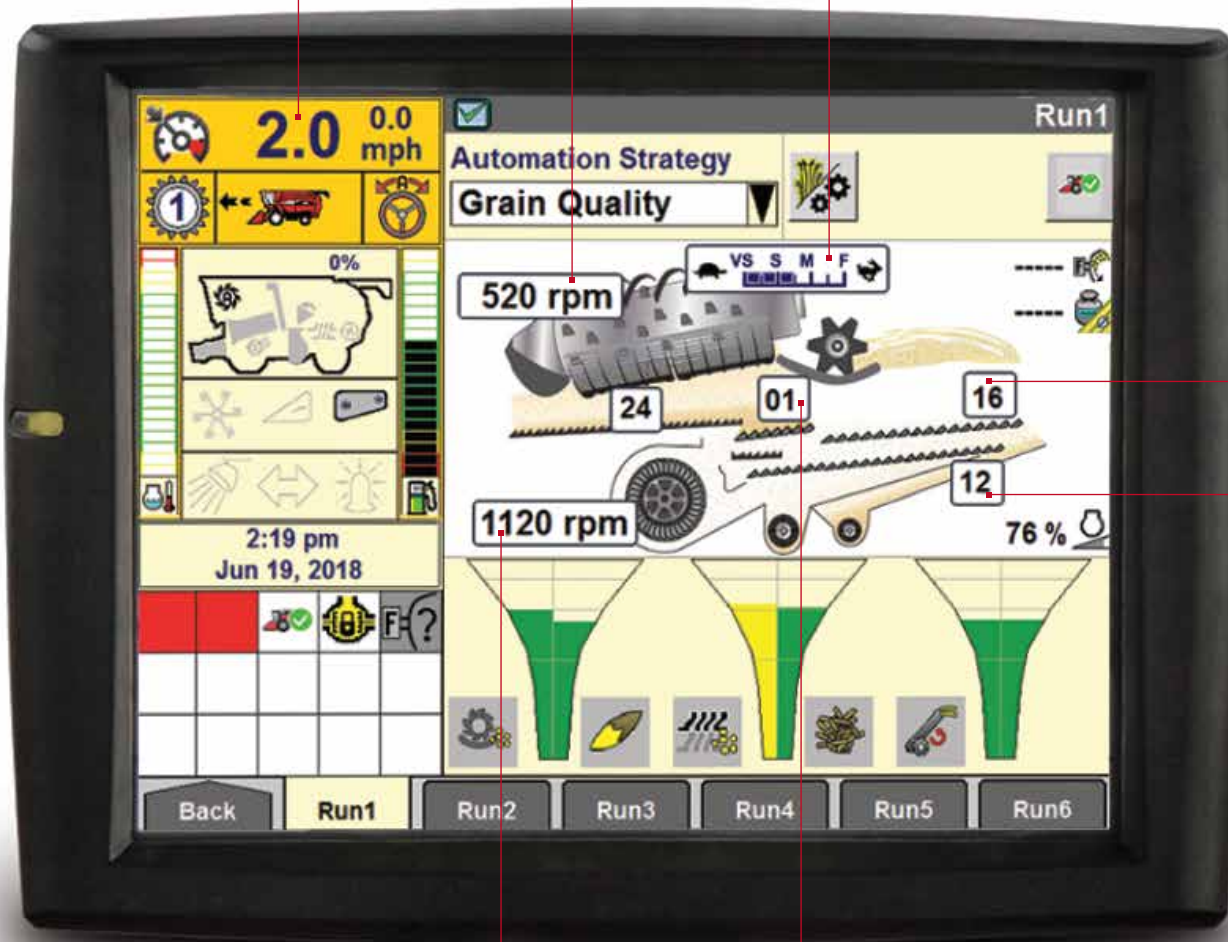 2.0
0.0
mph
Run1
Automation Strategy
Grain Quality
1
A
0%
VS S M F
520 rpm
F
24
01
16
12
1120 rpm
76 %
2:19 pm
Jun 19, 2018
F ?
Back
Run1
Run2
Run3
Run4
Run5
Run6